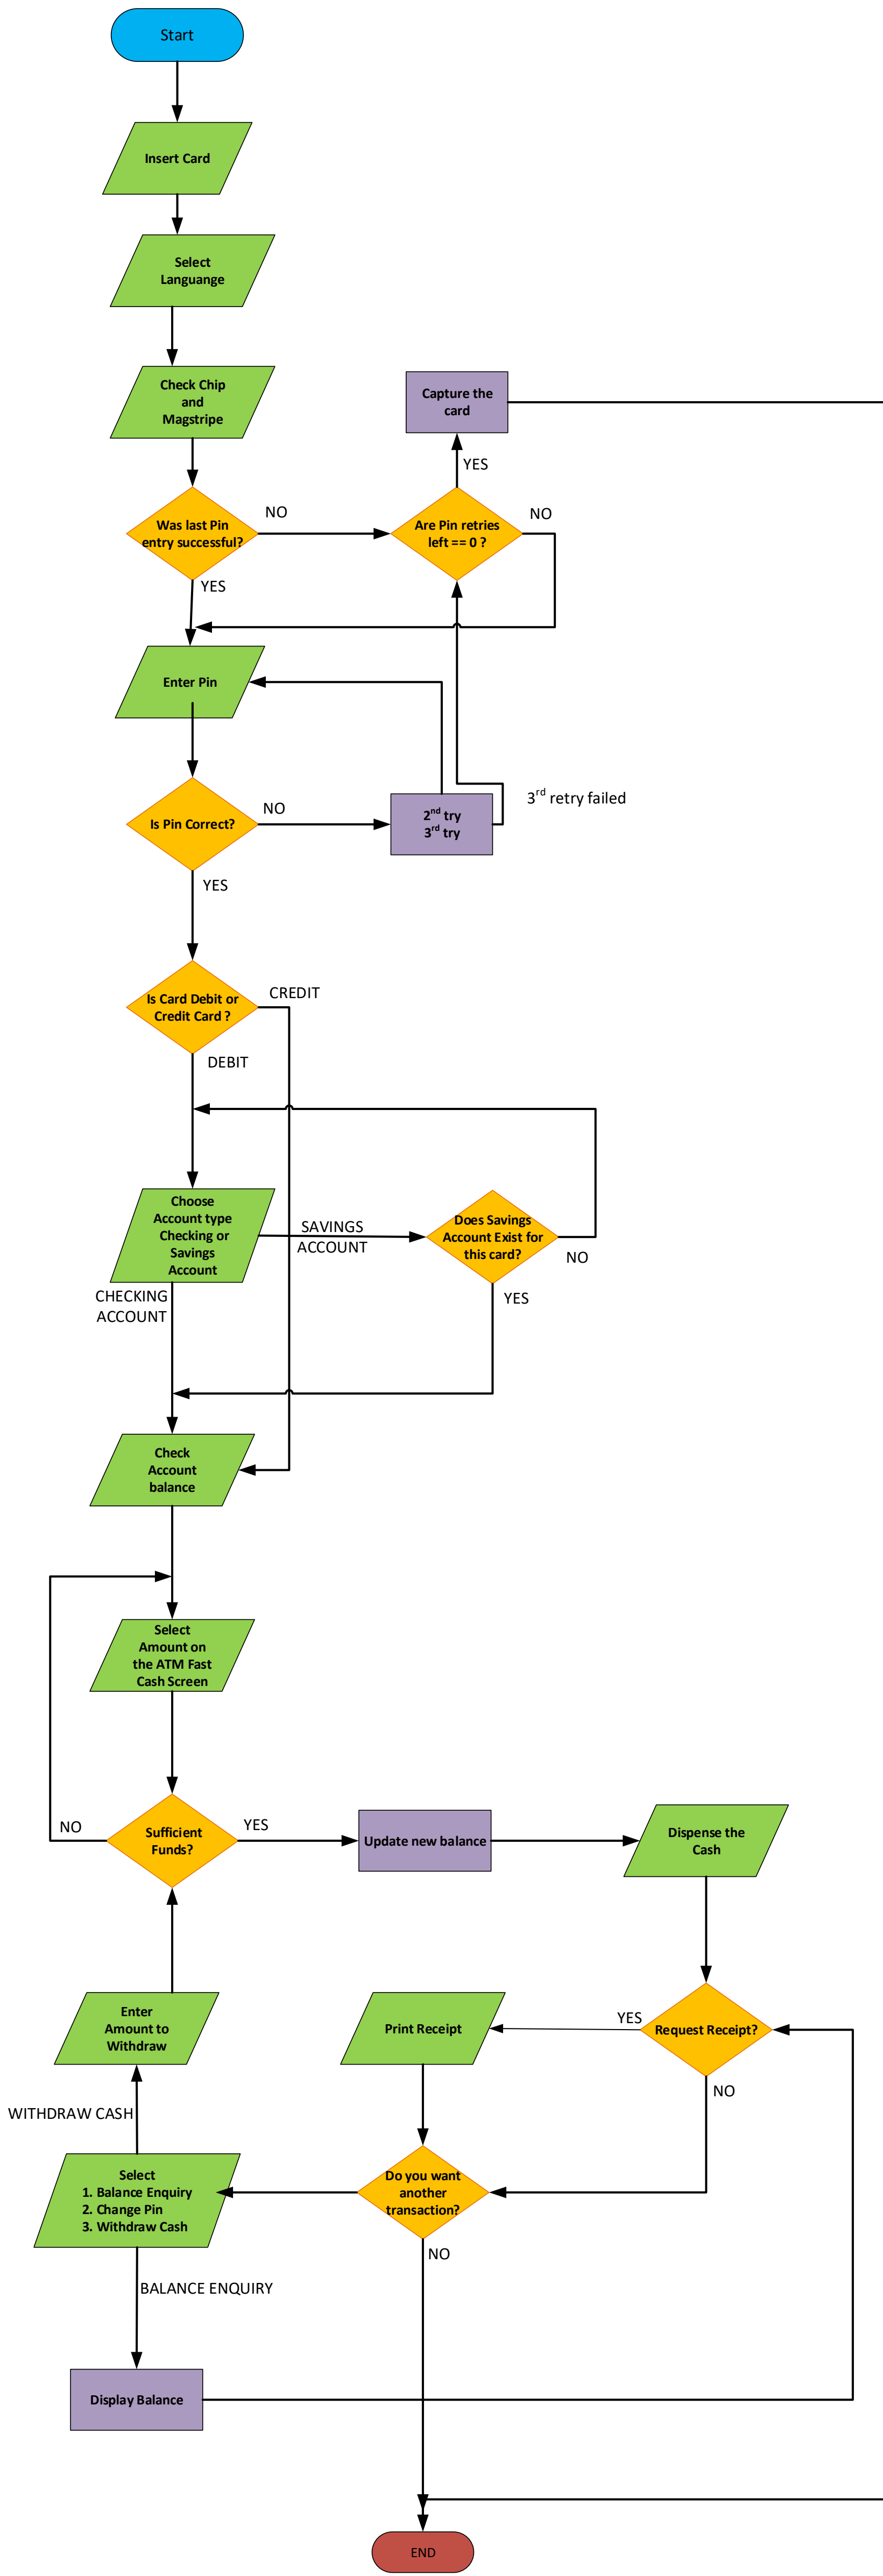 Start
Insert Card
Select
Languange
Check Chip
and
Magstripe
Capture the
card
YES
Was last Pin
entry successful?
NO
Are Pin retries
left == 0 ?
NO
YES
Enter Pin
Is Pin Correct?
NO
2nd try
3rd try
3rd retry failed
YES
Is Card Debit or
Credit Card ?
CREDIT
DEBIT
Choose
Account type
Checking or
Savings
Account
SAVINGS
ACCOUNT
Does Savings
Account Exist for
this card?
NO
CHECKING
ACCOUNT
YES
Check
Account
balance
Select
Amount on
the ATM Fast
Cash Screen
NO
Sufficient
Funds?
YES
Update new balance
Dispense the
Cash
Enter
Amount to
Withdraw
Print Receipt
YES
Request Receipt?
NO
WITHDRAW CASH
Select
1. Balance Enquiry
2. Change Pin
3. Withdraw Cash
Do you want
another
transaction?
NO
BALANCE ENQUIRY
Display Balance
END